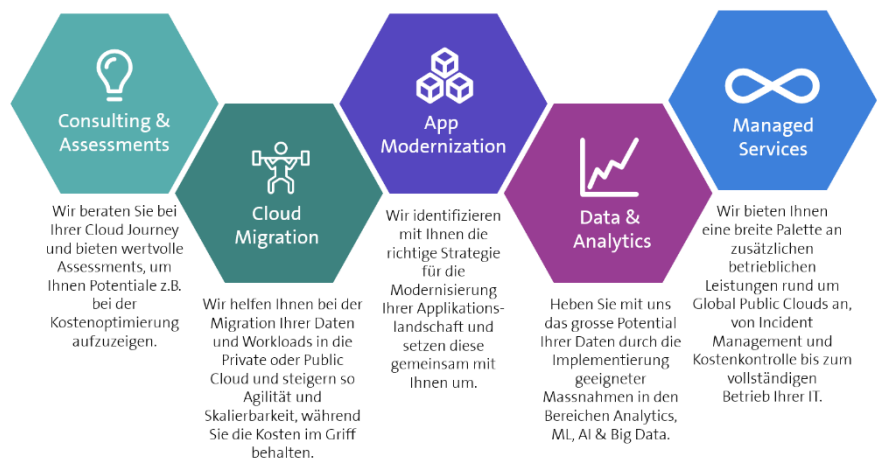 Consulting &
Assessments
Wir beraten Sie bei
Ihrer Cloud Journey
und bieten wertvolle
Assessments, um
Ihnen Potentiale z.B.
bei der
Kostenoptimierung
aufzuzeigen.
Cloud
Migration
Wir helfen Ihnen bei der
Migration Ihrer Daten
und Workloads in die
Private oder Public
Cloud und steigern so
Agilität und
Skalierbarkeit, während
Sie die Kosten im Griff
behalten.
App
Modernization
Wir identifizieren
mit Ihnen die
richtige Strategie
für die
Modernisierung
Ihrer Applikations-
landschaft und
setzen diese
gemeinsam mit
Ihnen um.
Data &
Analytics
Heben Sie mit uns
das grosse Potential
Ihrer Daten durch die
Implementierung
geeigneter
Massnahmen in den
Bereichen Analytics,
ML, AI & Big Data.
Managed
Services
Wir bieten Ihnen
eine breite Palette an
zusätzlichen
betrieblichen
Leistungen rund um
Global Public Clouds an,
von Incident
Management und
Kostenkontrolle bis zum
vollständigen
Betrieb Ihrer IT.